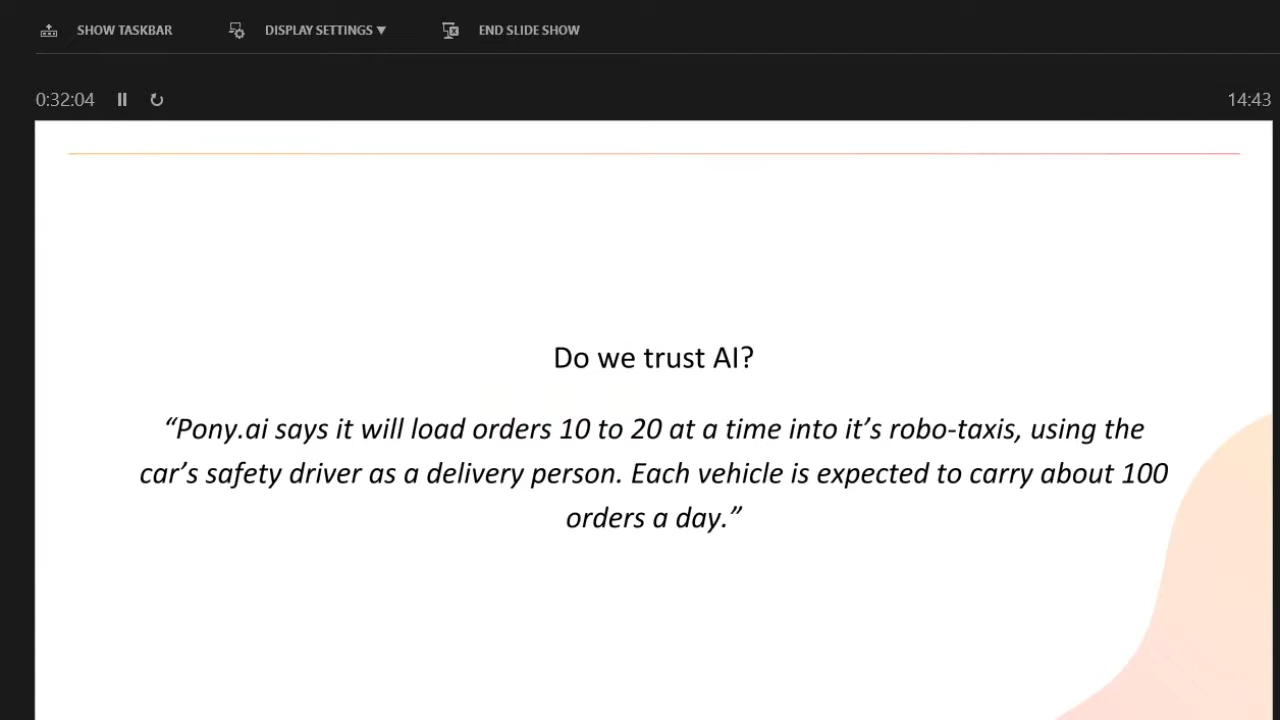 SHOW TASKBAR DISPLAY SETTINGS ▼ END SLIDE SHOW
0:32:04 14:43
Do we trust AI?
“Pony.ai says it will load orders 10 to 20 at a time into it’s robo-taxis, using the
car’s safety driver as a delivery person. Each vehicle is expected to carry about 100
orders a day.”